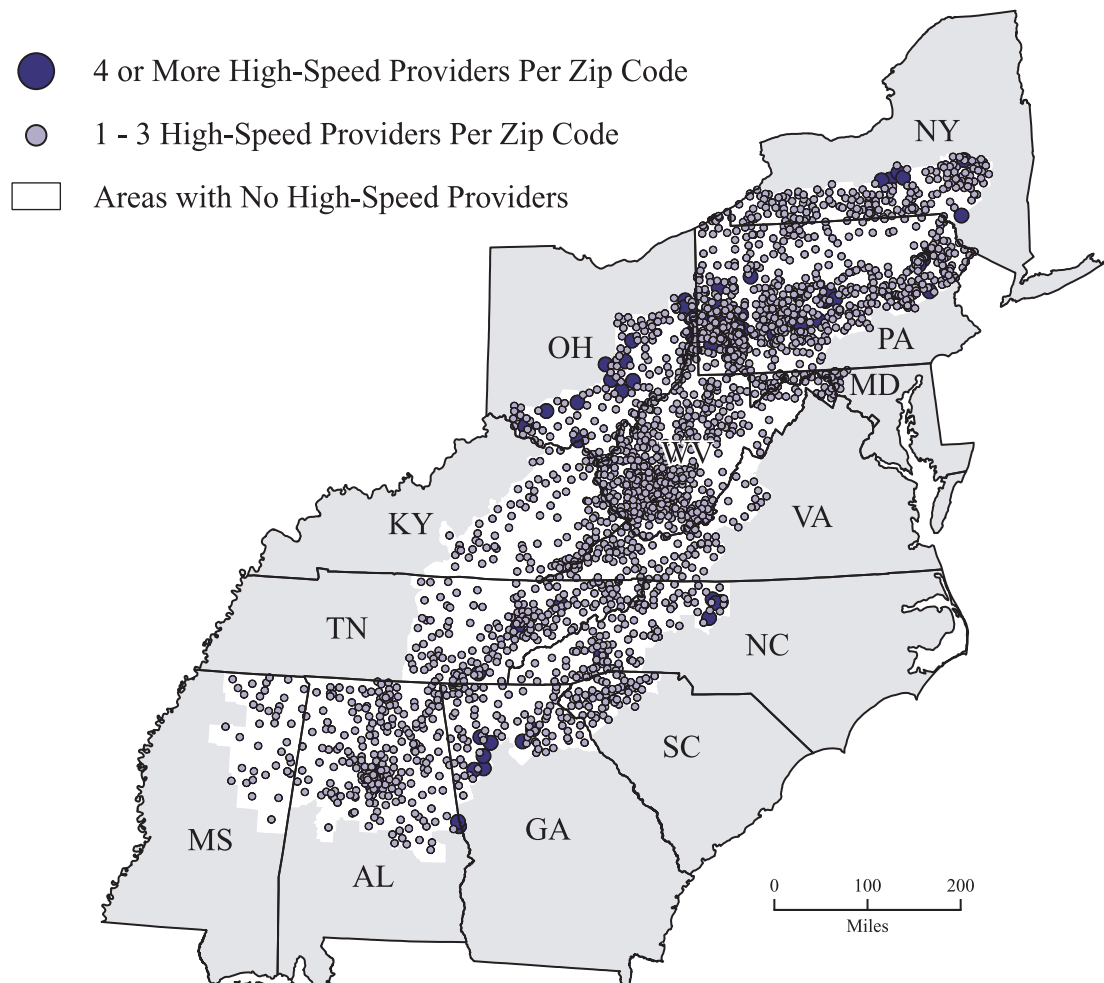 4 or More High-Speed Providers Per Zip Code
1 - 3 High-Speed Providers Per Zip Code
Areas with No High-Speed Providers
NY
OH
PA
MD
WV
KY
VA
TN
NC
SC
MS
GA
AL
0 100 200
Miles